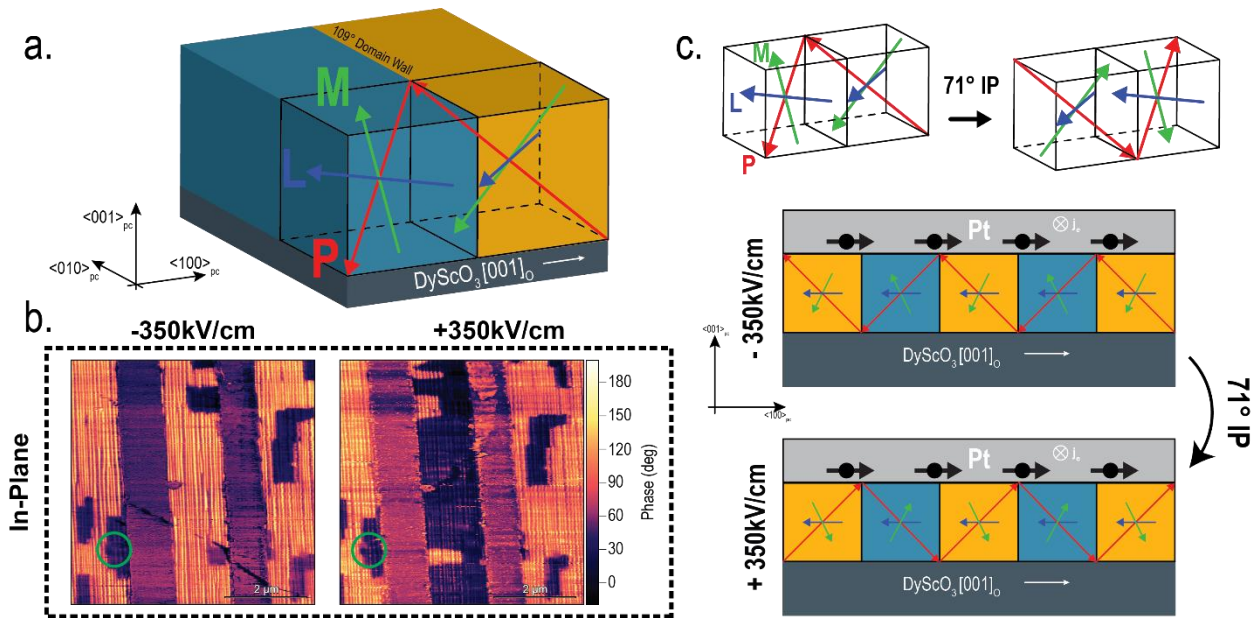 a.
109° Domain Wall
M
L
P
<001>pc
<010>pc
<100>pc
DyScO3[001]O
b.
-350kV/cm
+350kV/cm
In-Plane
2 µm
2 µm
180
150
120
90
60
30
0
Phase (deg)
c.
M
L
P
71° IP
- 350kV/cm
Pt
je
<001>pc
<100>pc
DyScO3[001]O
71° IP
+ 350kV/cm
Pt
je
DyScO3[001]O